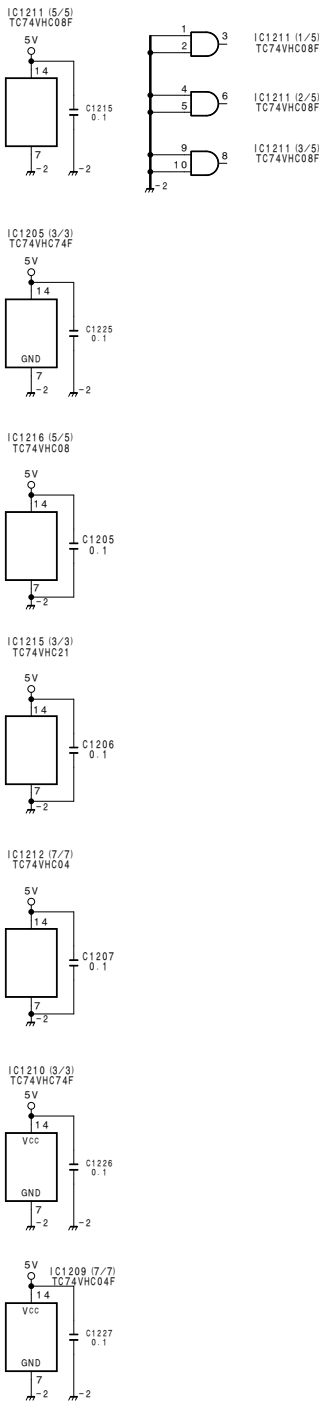 IC1211 (5/5)
TC74VHC08F
5V
14
C1215
0.1
7
-2
-2
1
2
3
IC1211 (1/5)
TC74VHC08F
4
5
6
IC1211 (2/5)
TC74VHC08F
9
10
8
IC1211 (3/5)
TC74VHC08F
-2
IC1205 (3/3)
TC74VHC74F
5V
14
C1225
0.1
GND
7
-2
-2
IC1216 (5/5)
TC74VHC08
5V
14
C1205
0.1
7
-2
IC1215 (3/3)
TC74VHC21
5V
14
C1206
0.1
7
-2
IC1212 (7/7)
TC74VHC04
5V
14
C1207
0.1
7
-2
IC1210 (3/3)
TC74VHC74F
5V
14
Vcc
C1226
0.1
GND
7
-2
-2
5V
IC1209 (7/7)
TC74VHC04F
14
Vcc
C1227
0.1
GND
7
-2
-2